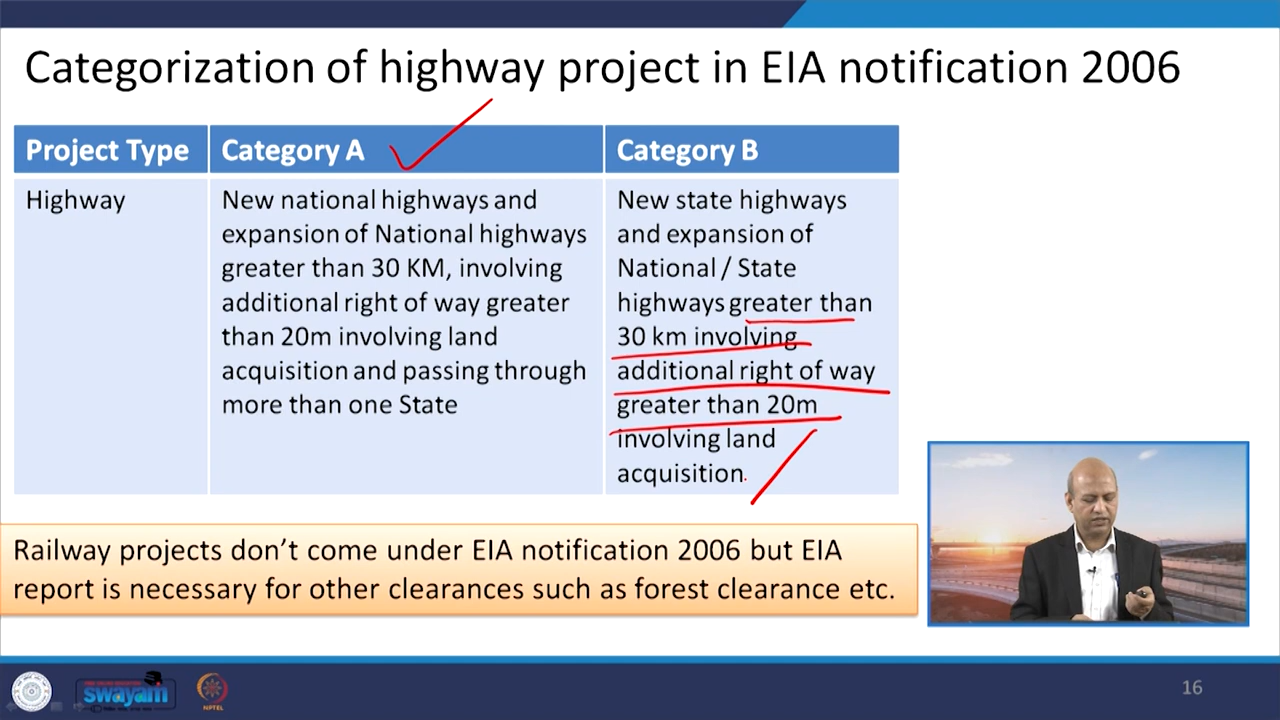 Categorization of highway project in EIA notification 2006
Project Type
Category A
Category B
Highway
New national highways and
expansion of National highways
greater than 30 KM, involving
additional right of way greater
than 20m involving land
acquisition and passing through
more than one State
New state highways
and expansion of
National / State
highways greater than
30 km involving
additional right of way
greater than 20m
involving land
acquisition.
Railway projects don't come under EIA notification 2006 but EIA
report is necessary for other clearances such as forest clearance etc.
swayam
NPTEL
16